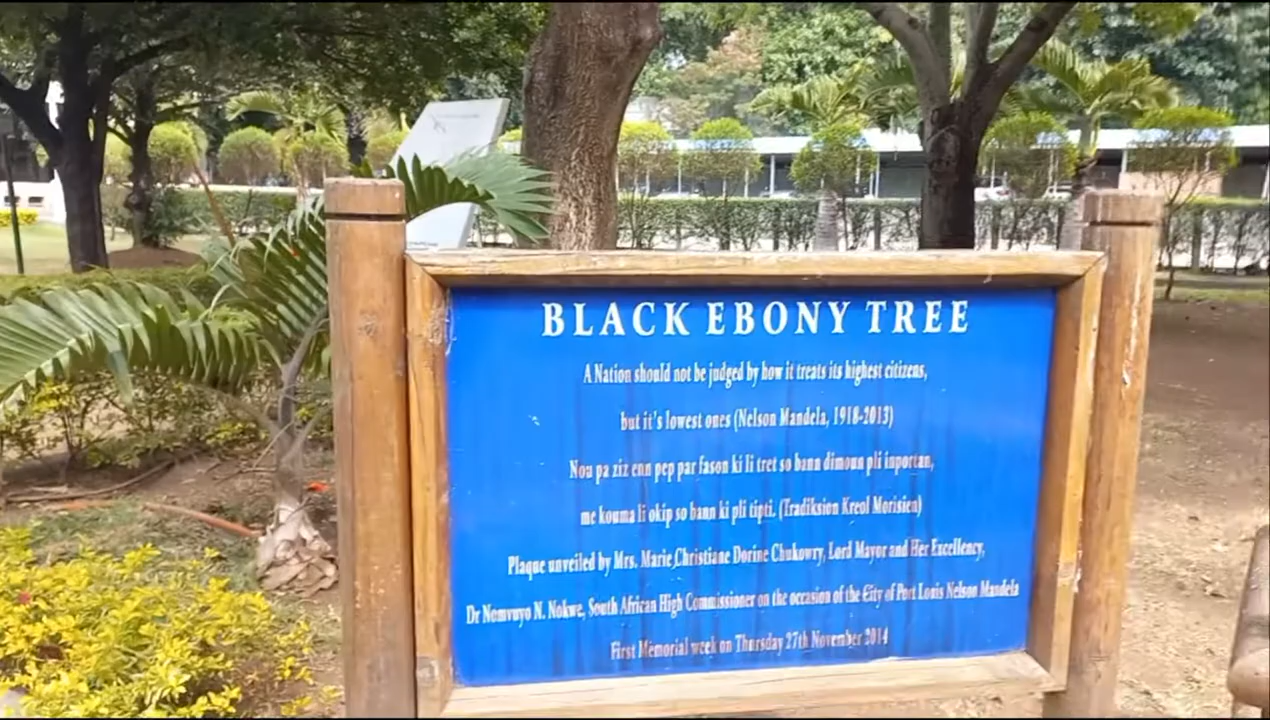 BLACK EBONY TREE
A Nation should not be judged by how it treats its highest citizens,
but it's lowest ones (Nelson Mandela, 1918-2013)
Nou pa ziz enn pep par fason ki li tret so bann dimoun pli inportan,
me kouma li okip so bann ki pli tipti. (Tradiksion Kreol Morisien)
Plaque unveiled by Mrs. Marie Christiane Dorine Chukowry, Lord Mayor and Her Excellency,
Dr Nomvuyo N. Nokwe, South African High Commissioner on the occasion of the City of Port Louis Nelson Mandela
First Memorial week on Thursday 27th November 2014